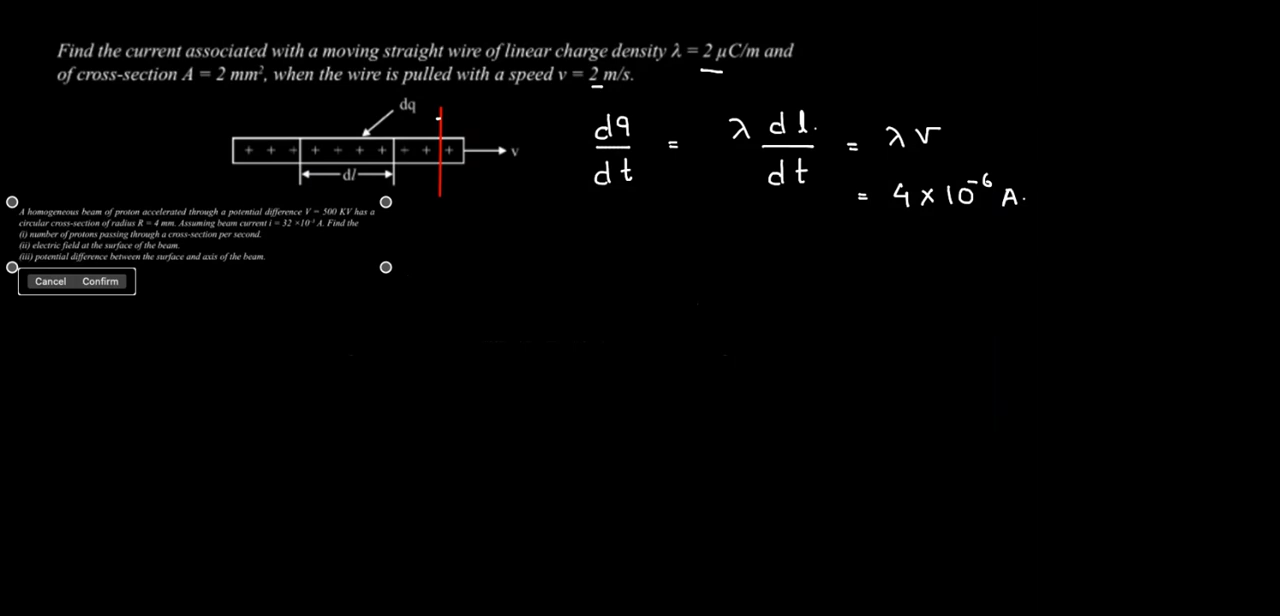 Find the current associated with a moving straight wire of linear charge density λ = 2 μC/m and
of cross-section A = 2 mm², when the wire is pulled with a speed v = 2 m/s.
dq
+ + + + + + + + + +
v
dl
dq/dt = λ dl/dt = λv
= 4 × 10⁻⁶ A.
A homogeneous beam of proton accelerated through a potential difference V = 500 KV has a
circular cross-section of radius R = 4 mm. Assuming beam current i = 32 ×10 A. Find the
(i) number of protons passing through a cross-section per second.
(ii) electric field at the surface of the beam.
(iii) potential difference between the surface and axis of the beam.
Cancel Confirm